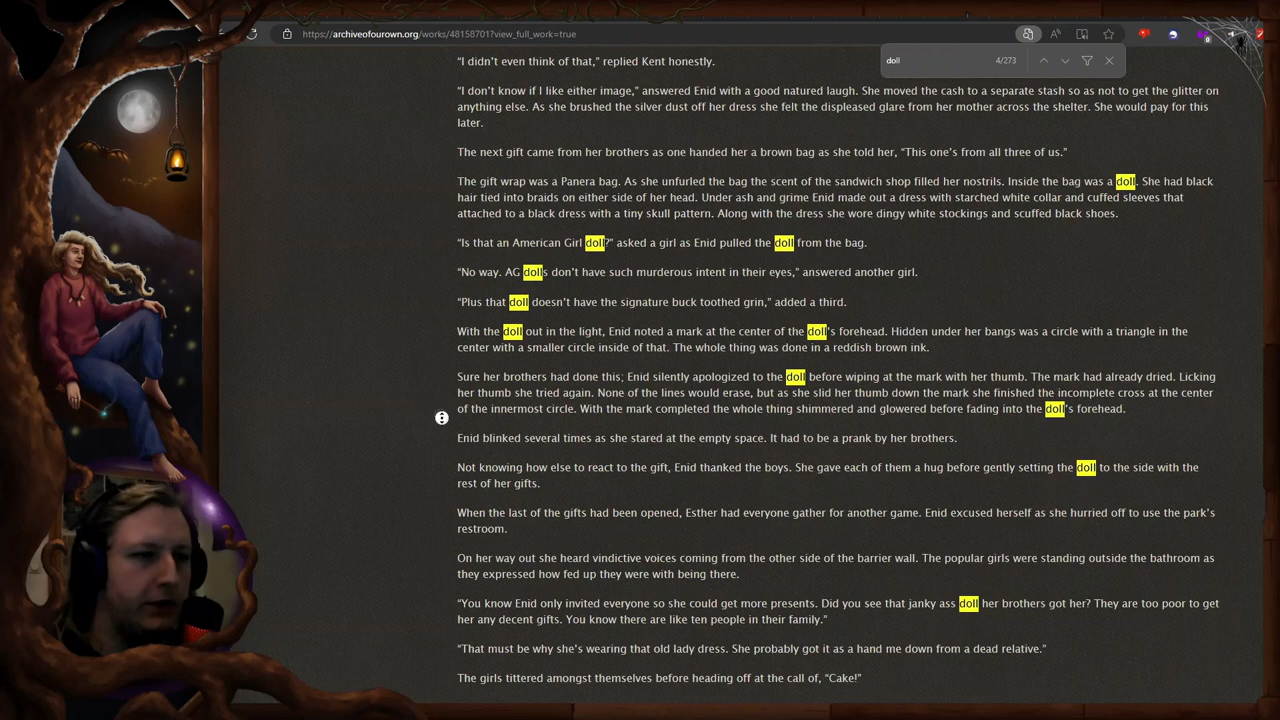 https://archiveofourown.org/works/48158701?view_full_work=true
doll
4/273
"I didn't even think of that," replied Kent honestly.
"I don't know if I like either image," answered Enid with a good natured laugh. She moved the cash to a separate stash so as not to get the glitter on
anything else. As she brushed the silver dust off her dress she felt the displeased glare from her mother across the shelter. She would pay for this
later.
The next gift came from her brothers as one handed her a brown bag as she told her, "This one's from all three of us."
The gift wrap was a Panera bag. As she unfurled the bag the scent of the sandwich shop filled her nostrils. Inside the bag was a doll. She had black
hair tied into braids on either side of her head. Under ash and grime Enid made out a dress with starched white collar and cuffed sleeves that
attached to a black dress with a tiny skull pattern. Along with the dress she wore dingy white stockings and scuffed black shoes.
"Is that an American Girl doll?" asked a girl as Enid pulled the doll from the bag.
"No way. AG dolls don't have such murderous intent in their eyes," answered another girl.
"Plus that doll doesn't have the signature buck toothed grin," added a third.
With the doll out in the light, Enid noted a mark at the center of the doll's forehead. Hidden under her bangs was a circle with a triangle in the
center with a smaller circle inside of that. The whole thing was done in a reddish brown ink.
Sure her brothers had done this; Enid silently apologized to the doll before wiping at the mark with her thumb. The mark had already dried. Licking
her thumb she tried again. None of the lines would erase, but as she slid her thumb down the mark she finished the incomplete cross at the center
of the innermost circle. With the mark completed the whole thing shimmered and glowered before fading into the doll's forehead.
Enid blinked several times as she stared at the empty space. It had to be a prank by her brothers.
Not knowing how else to react to the gift, Enid thanked the boys. She gave each of them a hug before gently setting the doll to the side with the
rest of her gifts.
When the last of the gifts had been opened, Esther had everyone gather for another game. Enid excused herself as she hurried off to use the park's
restroom.
On her way out she heard vindictive voices coming from the other side of the barrier wall. The popular girls were standing outside the bathroom as
they expressed how fed up they were with being there.
"You know Enid only invited everyone so she could get more presents. Did you see that janky ass doll her brothers got her? They are too poor to get
her any decent gifts. You know there are like ten people in their family."
"That must be why she's wearing that old lady dress. She probably got it as a hand me down from a dead relative."
The girls tittered amongst themselves before heading off at the call of, "Cake!"